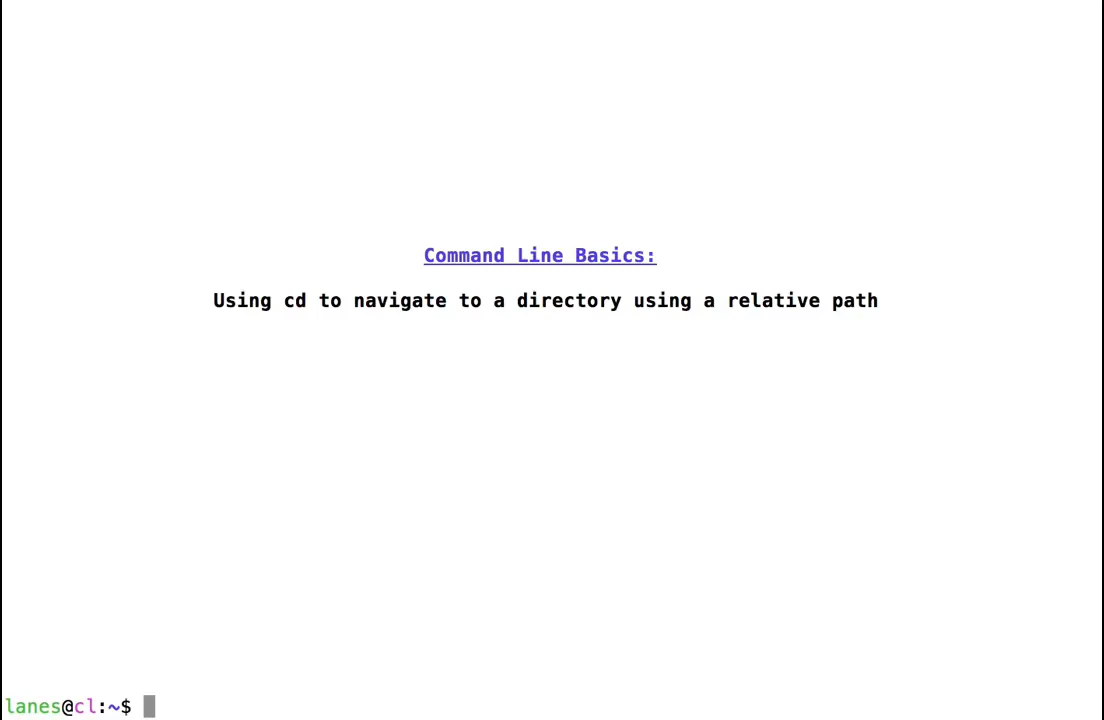 Command Line Basics:
Using cd to navigate to a directory using a relative path
lanes@cl:~$